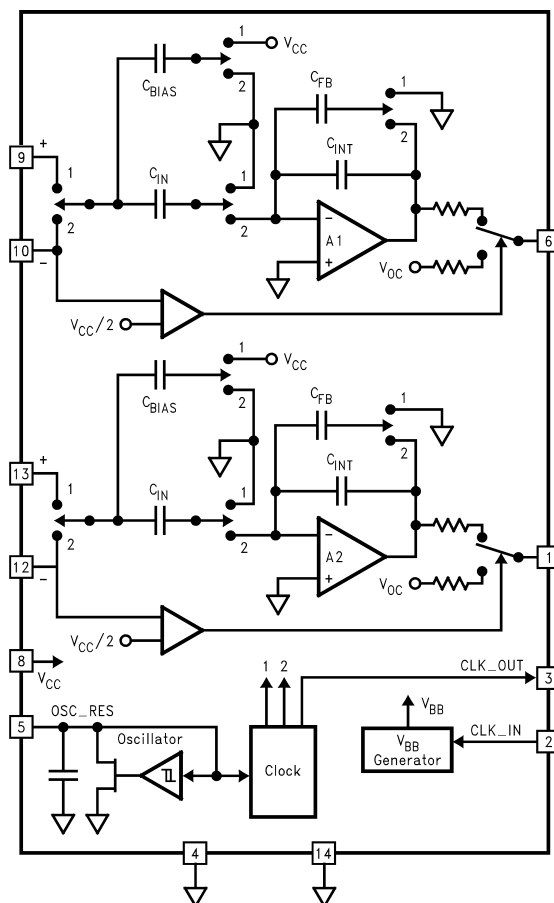 1
V_CC
C_BIAS
2
C_FB
1
2
9
+
1
C_IN
1
C_INT
2
2
−
A1
+
10
−
6
V_OC
V_CC/2
1
V_CC
C_BIAS
2
C_FB
1
2
13
+
1
C_IN
1
C_INT
2
2
−
A2
+
12
−
1
V_OC
V_CC/2
8
V_CC
1 2
CLK_OUT
3
5
OSC_RES
Oscillator
Clock
V_BB
CLK_IN
2
V_BB
Generator
4
14